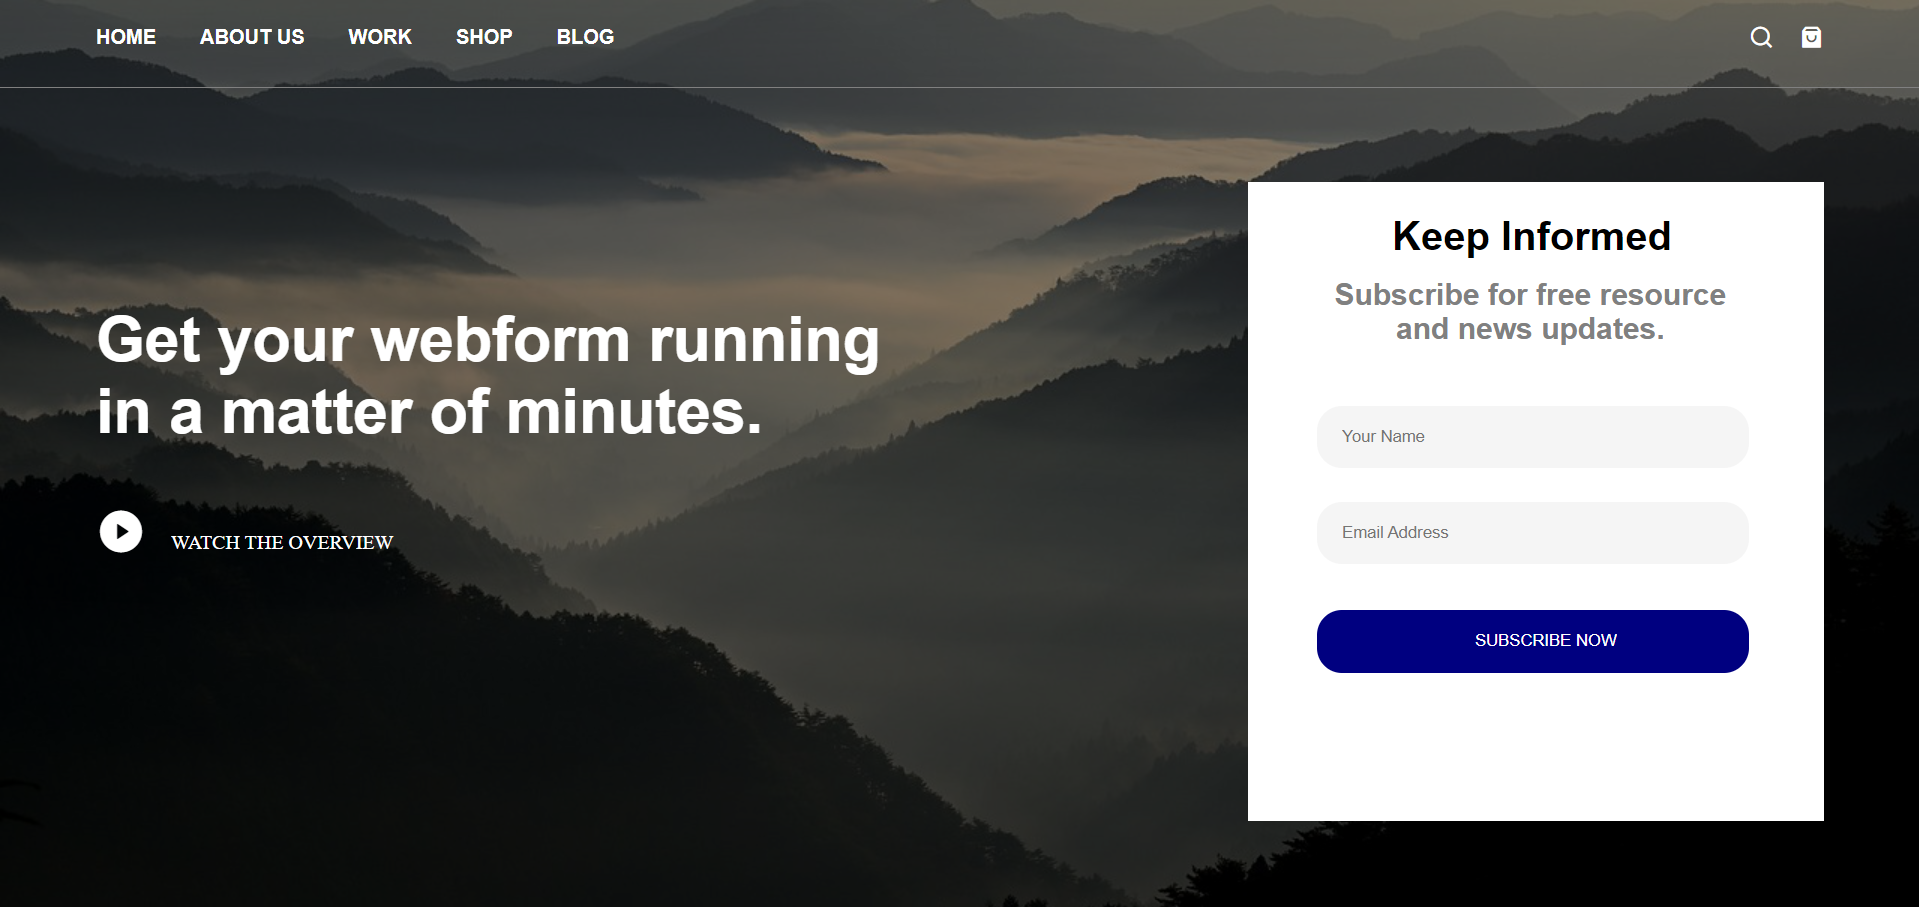 HOME ABOUT US WORK SHOP BLOG
Get your webform running
in a matter of minutes.
WATCH THE OVERVIEW
Keep Informed
Subscribe for free resource
and news updates.
Your Name
Email Address
SUBSCRIBE NOW